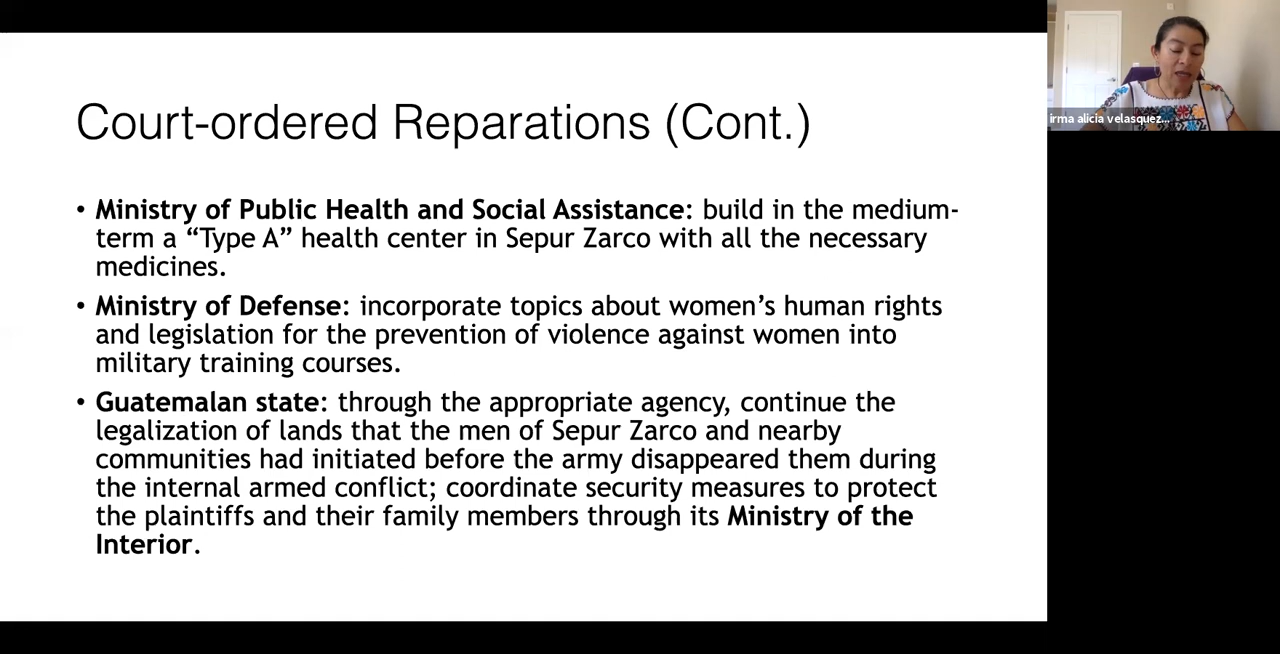 Court-ordered Reparations (Cont.)
• Ministry of Public Health and Social Assistance: build in the medium-
term a “Type A” health center in Sepur Zarco with all the necessary
medicines.
• Ministry of Defense: incorporate topics about women’s human rights
and legislation for the prevention of violence against women into
military training courses.
• Guatemalan state: through the appropriate agency, continue the
legalization of lands that the men of Sepur Zarco and nearby
communities had initiated before the army disappeared them during
the internal armed conflict; coordinate security measures to protect
the plaintiffs and their family members through its Ministry of the
Interior.
irma alicia velasquez...